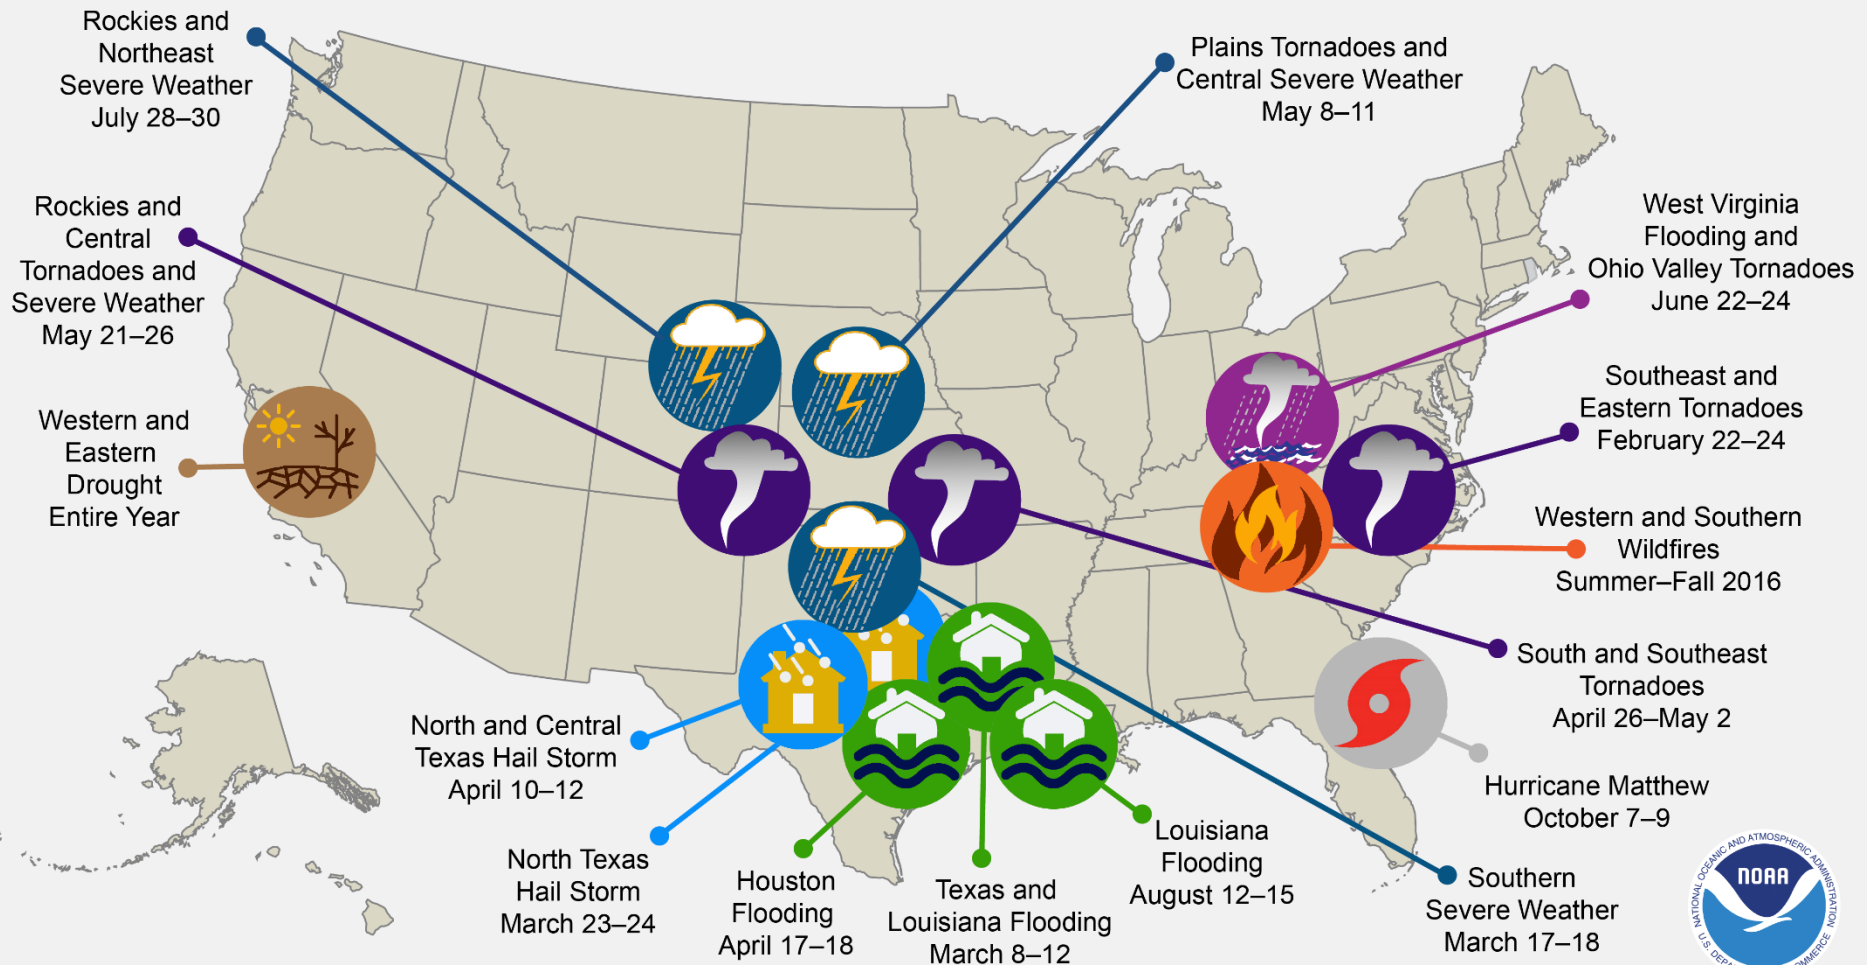 Rockies and
Northeast
Severe Weather
July 28–30
Plains Tornadoes and
Central Severe Weather
May 8–11
Rockies and
Central
Tornadoes and
Severe Weather
May 21–26
West Virginia
Flooding and
Ohio Valley Tornadoes
June 22–24
Western and
Eastern
Drought
Entire Year
Southeast and
Eastern Tornadoes
February 22–24
Western and Southern
Wildfires
Summer–Fall 2016
South and Southeast
Tornadoes
April 26–May 2
North and Central
Texas Hail Storm
April 10–12
Hurricane Matthew
October 7–9
North Texas
Hail Storm
March 23–24
Houston
Flooding
April 17–18
Texas and
Louisiana Flooding
March 8–12
Louisiana
Flooding
August 12–15
Southern
Severe Weather
March 17–18
NATIONAL OCEANIC AND ATMOSPHERIC ADMINISTRATION
NOAA
U.S.